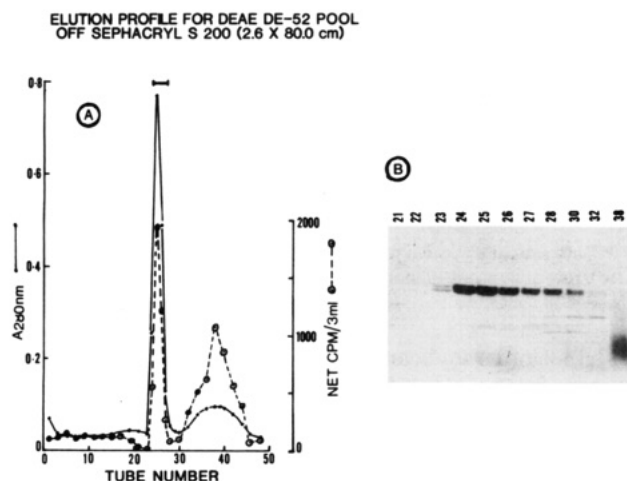 ELUTION PROFILE FOR DEAE DE-52 POOL
OFF SEPHACRYL S 200 (2.6 X 80.0 cm)
A
0·8
0·6
0·4
0·2
0
A280nm
0 10 20 30 40 50
TUBE NUMBER
2000
1000
0
NET CPM/3ml
B
21 22 23 24 25 26 27 28 30 32 38